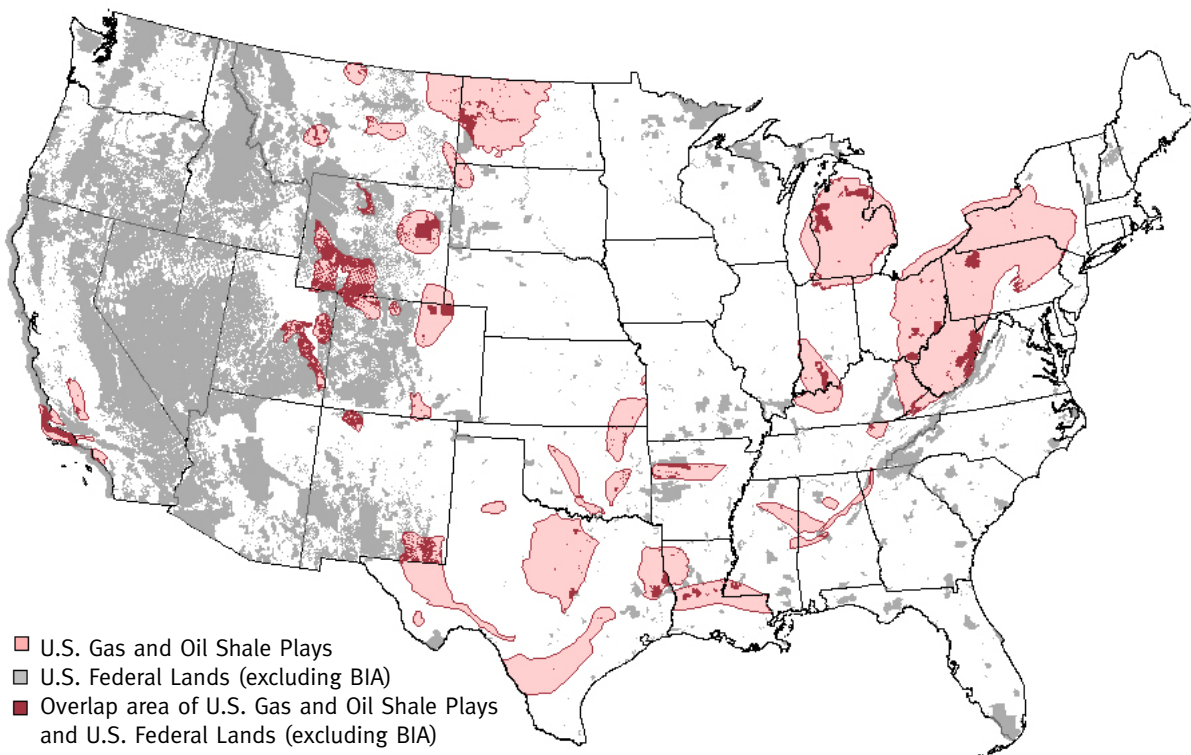 U.S. Gas and Oil Shale Plays
U.S. Federal Lands (excluding BIA)
Overlap area of U.S. Gas and Oil Shale Plays
and U.S. Federal Lands (excluding BIA)